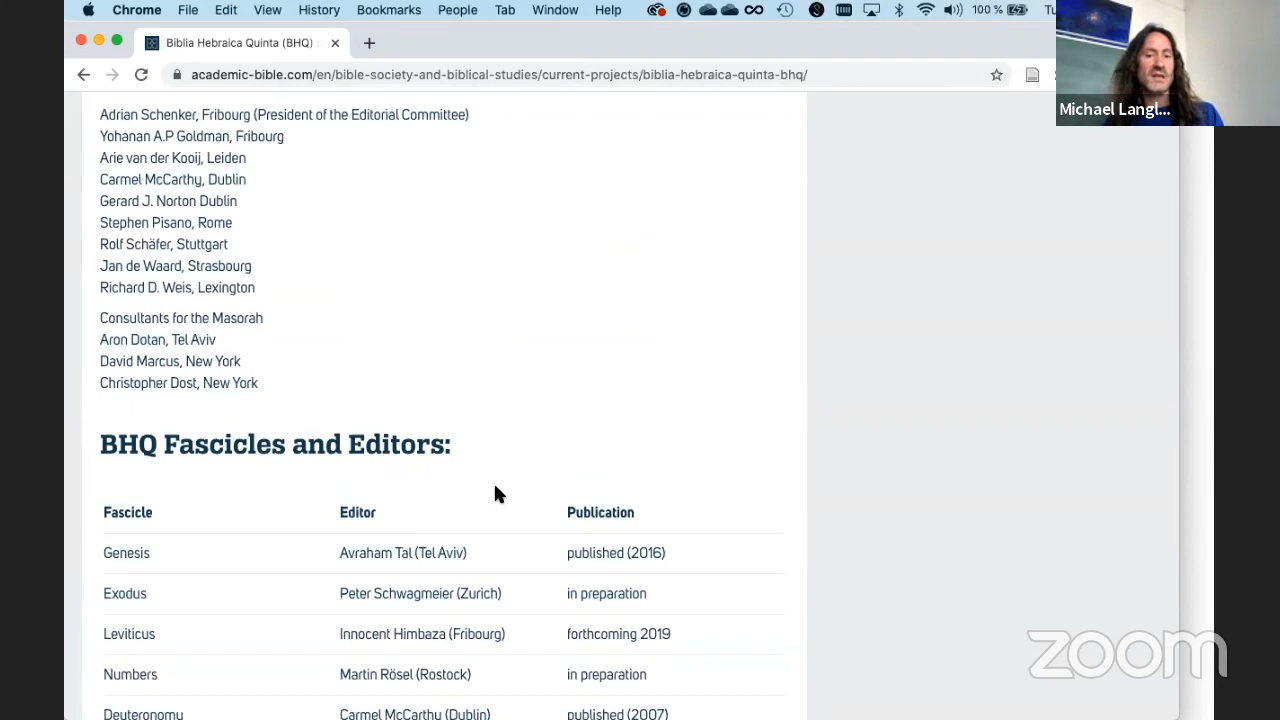 Chrome File Edit View History Bookmarks People Tab Window Help 100 %
Biblia Hebraica Quinta (BHQ)
academic-bible.com/en/bible-society-and-biblical-studies/current-projects/biblia-hebraica-quinta-bhq/
Michael Langl...
Adrian Schenker, Fribourg (President of the Editorial Committee)
Yohanan A.P Goldman, Fribourg
Arie van der Kooij, Leiden
Carmel McCarthy, Dublin
Gerard J. Norton Dublin
Stephen Pisano, Rome
Rolf Schäfer, Stuttgart
Jan de Waard, Strasbourg
Richard D. Weis, Lexington
Consultants for the Masorah
Aron Dotan, Tel Aviv
David Marcus, New York
Christopher Dost, New York
BHQ Fascicles and Editors:
Fascicle Editor Publication
Genesis Avraham Tal (Tel Aviv) published (2016)
Exodus Peter Schwagmeier (Zurich) in preparation
Leviticus Innocent Himbaza (Fribourg) forthcoming 2019
Numbers Martin Rösel (Rostock) in preparation
Deuteronomy Carmel McCarthy (Dublin) published (2007)
zoom